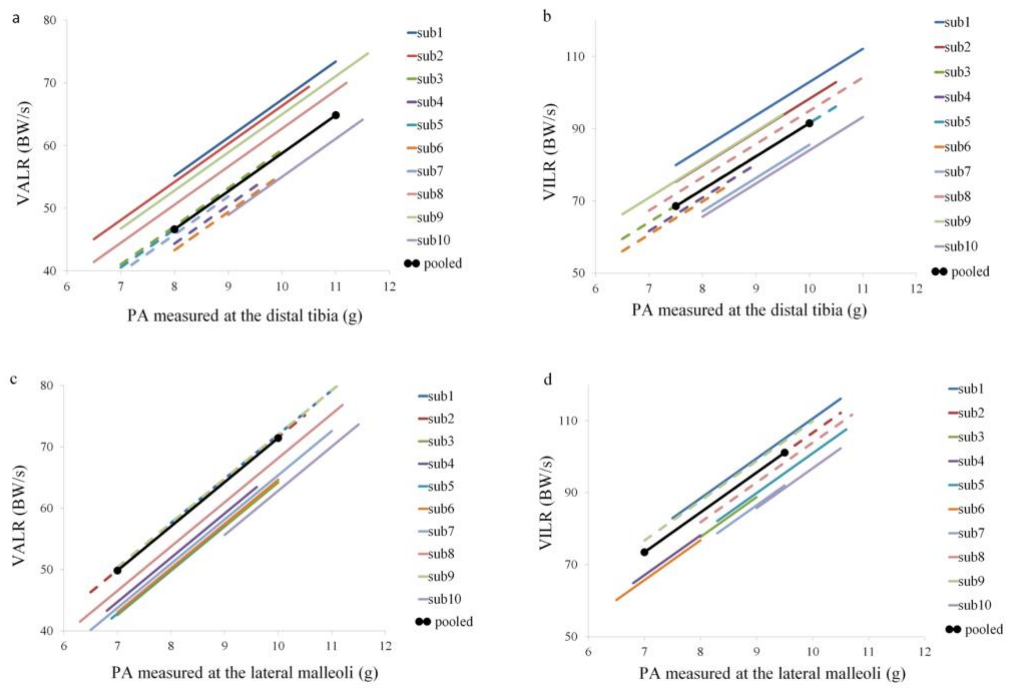 a
80
70
60
50
40
VALR (BW/s)
6 7 8 9 10 11 12
PA measured at the distal tibia (g)
sub1
sub2
sub3
sub4
sub5
sub6
sub7
sub8
sub9
sub10
pooled
b
110
90
70
50
VILR (BW/s)
6 7 8 9 10 11 12
PA measured at the distal tibia (g)
sub1
sub2
sub3
sub4
sub6
sub7
sub8
sub9
sub10
pooled
c
80
70
60
50
40
VALR (BW/s)
6 7 8 9 10 11 12
PA measured at the lateral malleoli (g)
sub1
sub2
sub3
sub4
sub5
sub6
sub7
sub8
sub9
sub10
pooled
d
110
90
70
50
VILR (BW/s)
6 7 8 9 10 11 12
PA measured at the lateral malleoli (g)
sub1
sub2
sub3
sub4
sub5
sub6
sub7
sub8
sub9
sub10
pooled